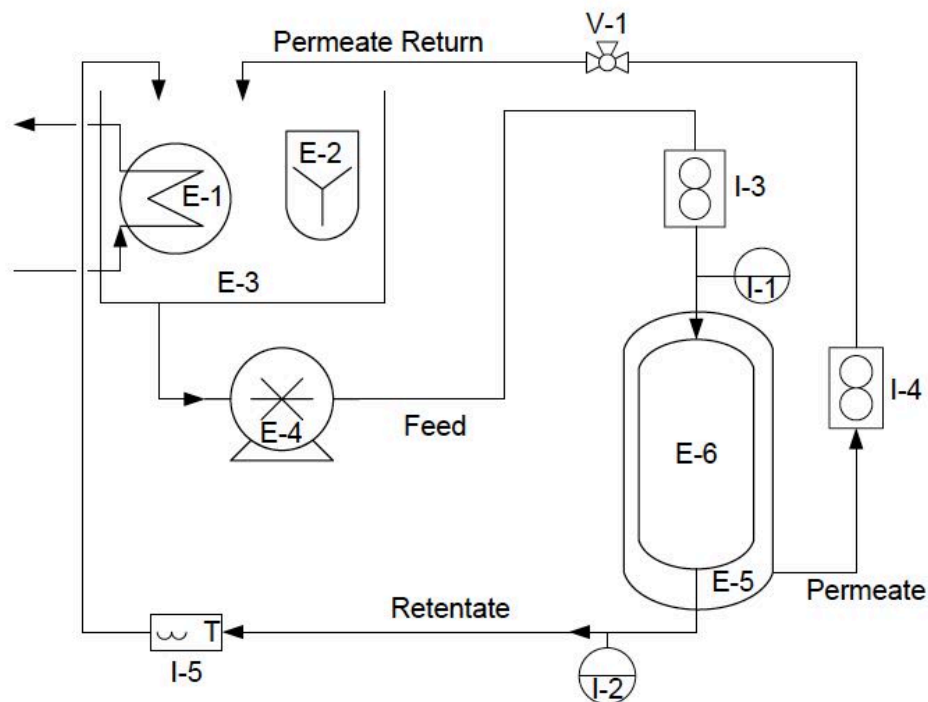 V-1
Permeate Return
E-2
E-1
I-3
E-3
I-1
I-4
E-4
Feed
E-6
E-5
Permeate
Retentate
T
I-5
I-2